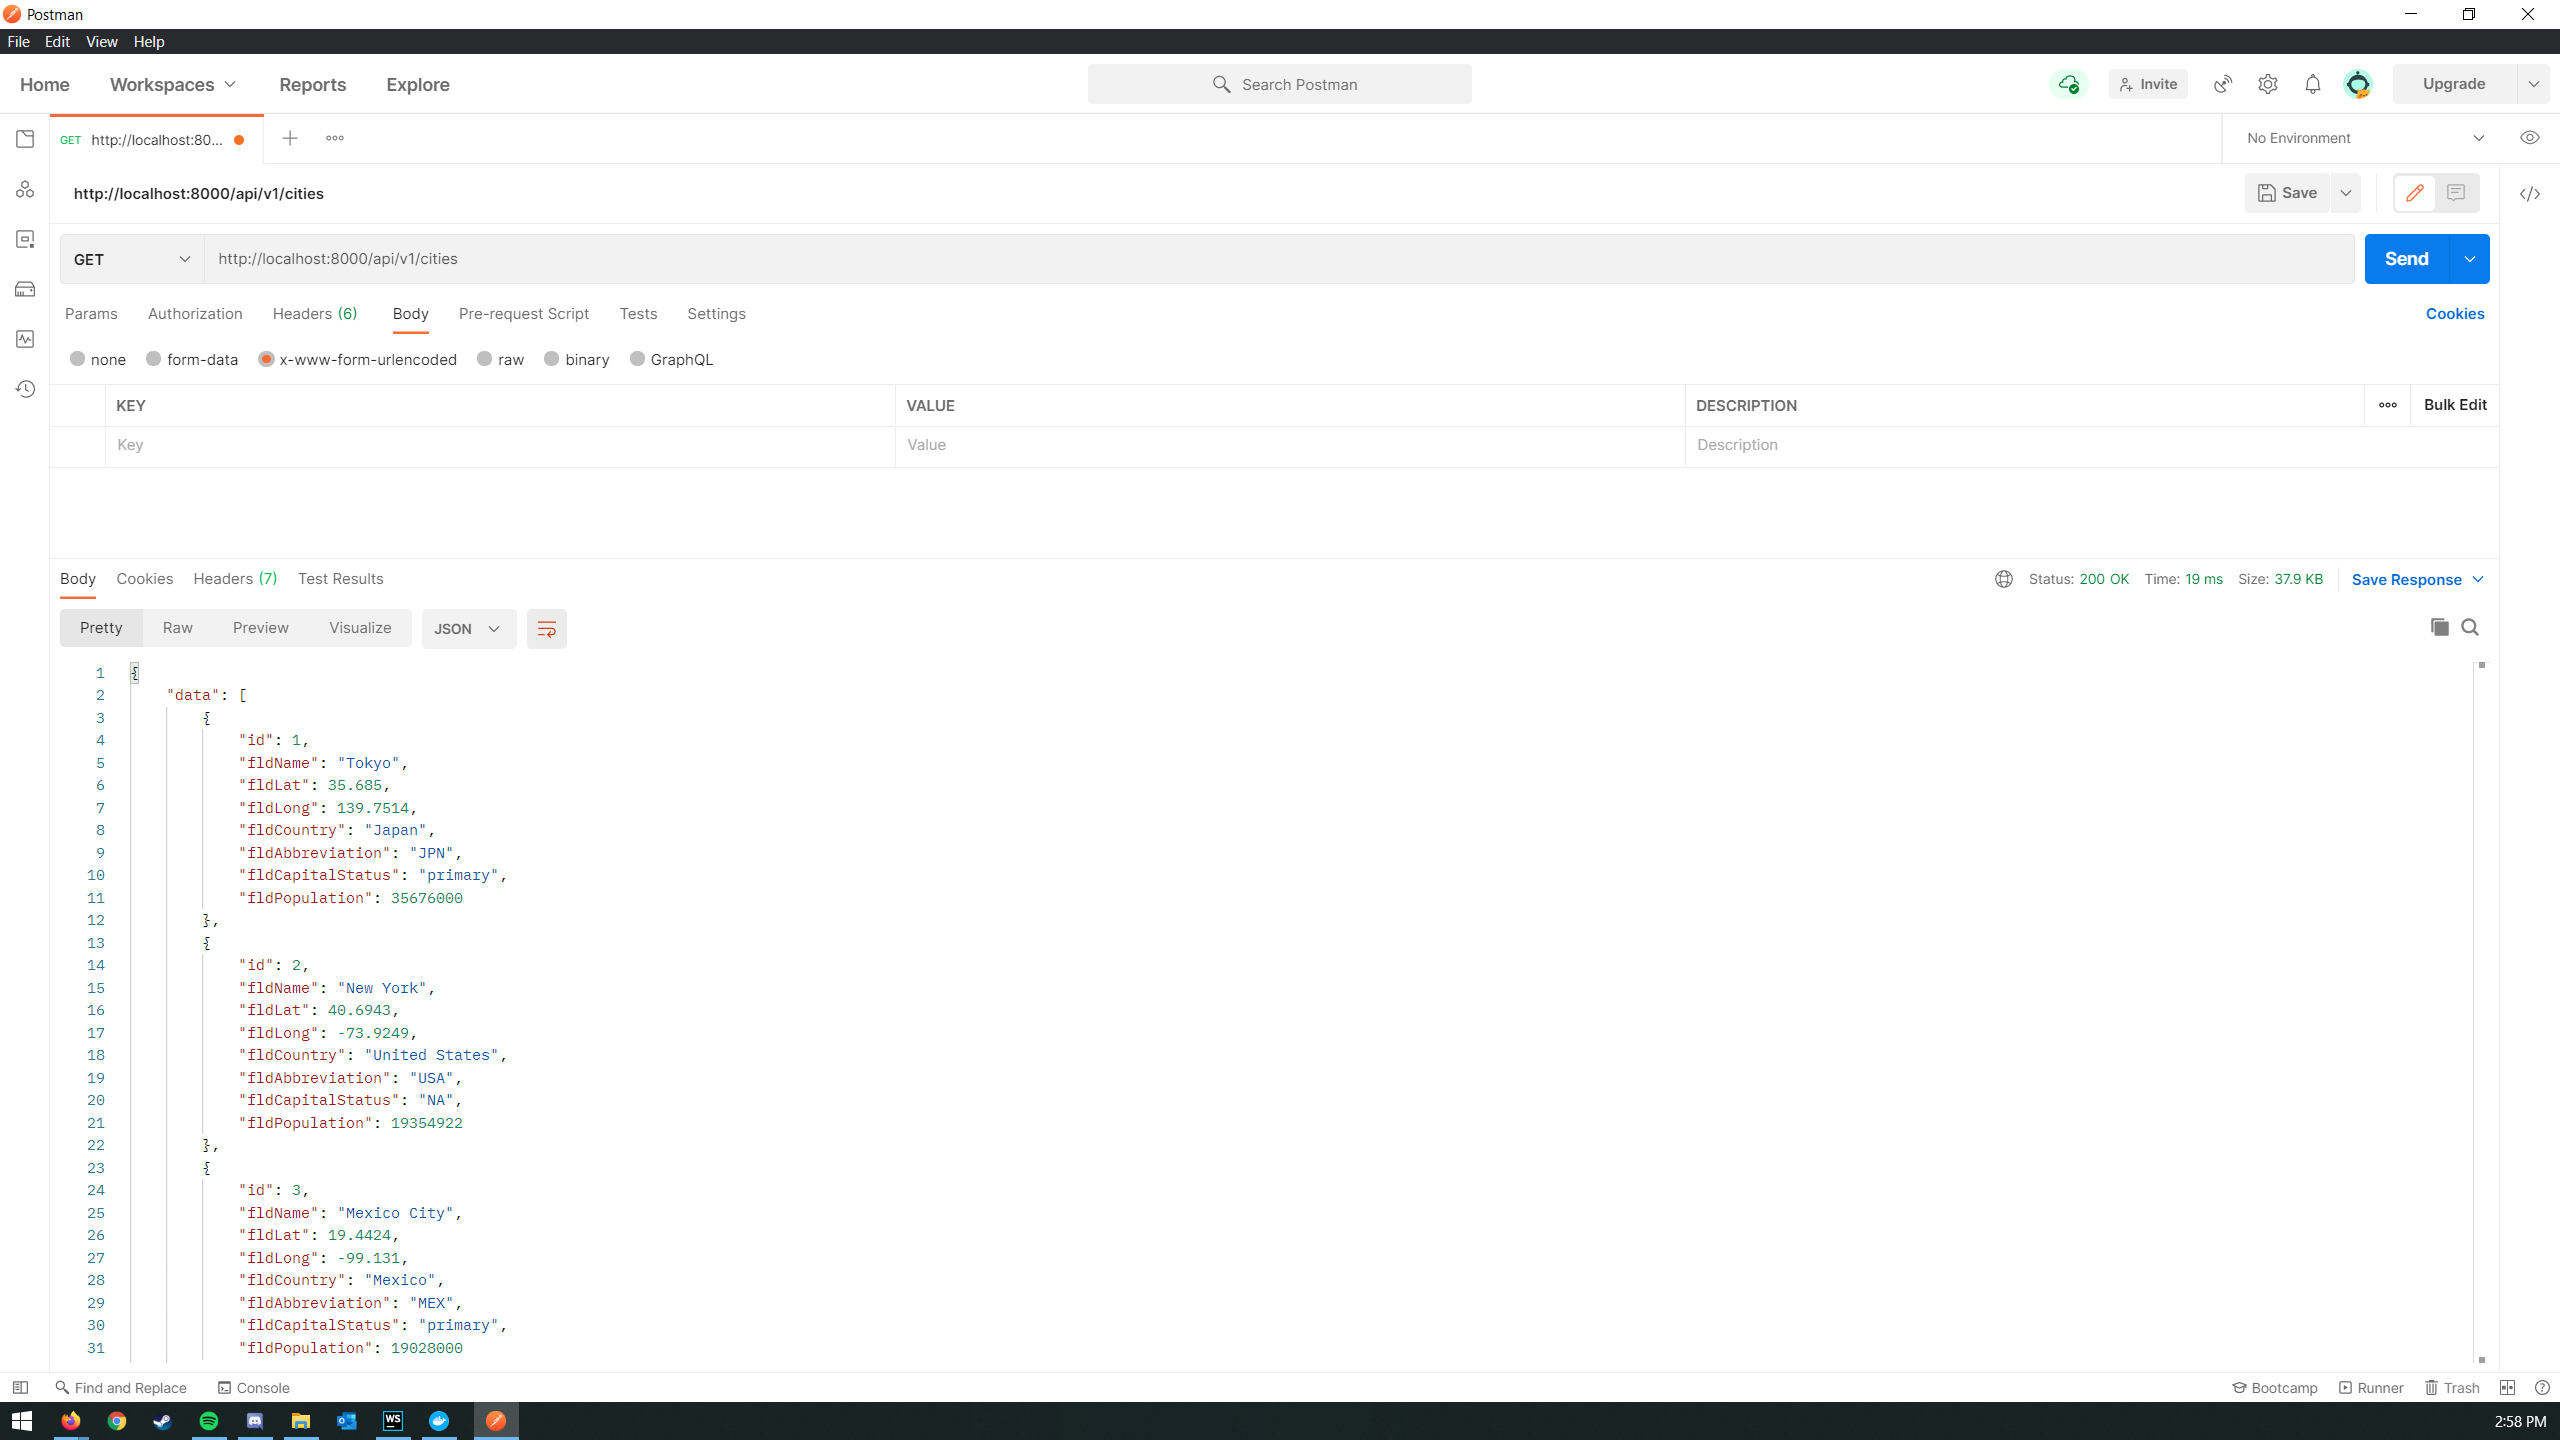 Postman
File Edit View Help
Home Workspaces Reports Explore Search Postman Invite Upgrade
GET http://localhost:80... No Environment
http://localhost:8000/api/v1/cities Save
GET http://localhost:8000/api/v1/cities Send
Params Authorization Headers (6) Body Pre-request Script Tests Settings Cookies
none form-data x-www-form-urlencoded raw binary GraphQL
KEY VALUE DESCRIPTION Bulk Edit
Key Value Description
Body Cookies Headers (7) Test Results Status: 200 OK Time: 19 ms Size: 37.9 KB Save Response
Pretty Raw Preview Visualize JSON
1 {
2 "data": [
3 {
4 "id": 1,
5 "fldName": "Tokyo",
6 "fldLat": 35.685,
7 "fldLong": 139.7514,
8 "fldCountry": "Japan",
9 "fldAbbreviation": "JPN",
10 "fldCapitalStatus": "primary",
11 "fldPopulation": 35676000
12 },
13 {
14 "id": 2,
15 "fldName": "New York",
16 "fldLat": 40.6943,
17 "fldLong": -73.9249,
18 "fldCountry": "United States",
19 "fldAbbreviation": "USA",
20 "fldCapitalStatus": "NA",
21 "fldPopulation": 19354922
22 },
23 {
24 "id": 3,
25 "fldName": "Mexico City",
26 "fldLat": 19.4424,
27 "fldLong": -99.131,
28 "fldCountry": "Mexico",
29 "fldAbbreviation": "MEX",
30 "fldCapitalStatus": "primary",
31 "fldPopulation": 19028000
Find and Replace Console Bootcamp Runner Trash
WS 2:58 PM